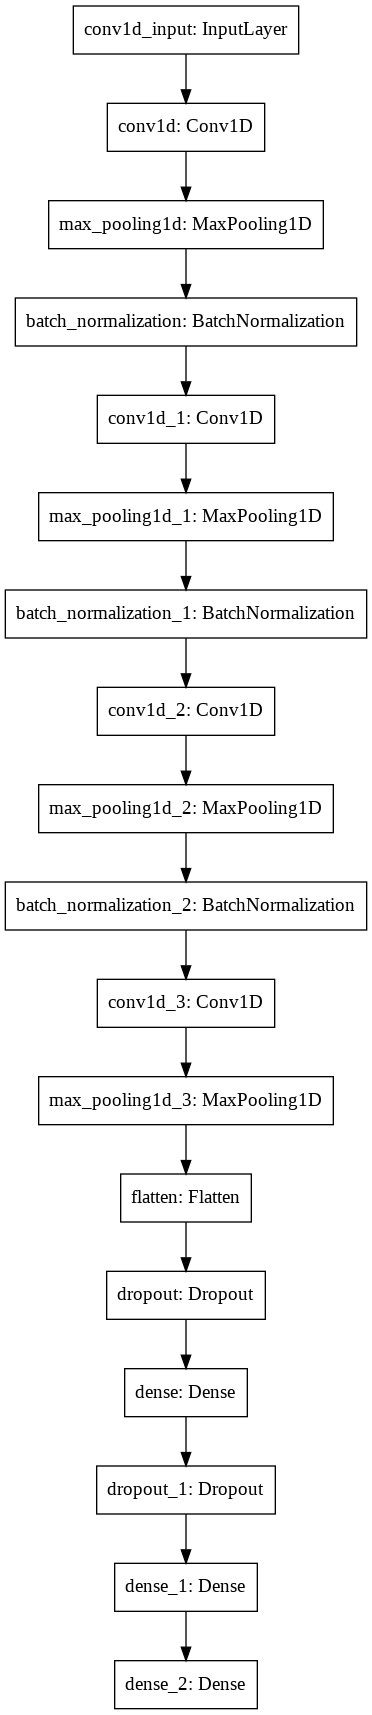 conv1d_input: InputLayer
conv1d: Conv1D
max_pooling1d: MaxPooling1D
batch_normalization: BatchNormalization
conv1d_1: Conv1D
max_pooling1d_1: MaxPooling1D
batch_normalization_1: BatchNormalization
conv1d_2: Conv1D
max_pooling1d_2: MaxPooling1D
batch_normalization_2: BatchNormalization
conv1d_3: Conv1D
max_pooling1d_3: MaxPooling1D
flatten: Flatten
dropout: Dropout
dense: Dense
dropout_1: Dropout
dense_1: Dense
dense_2: Dense